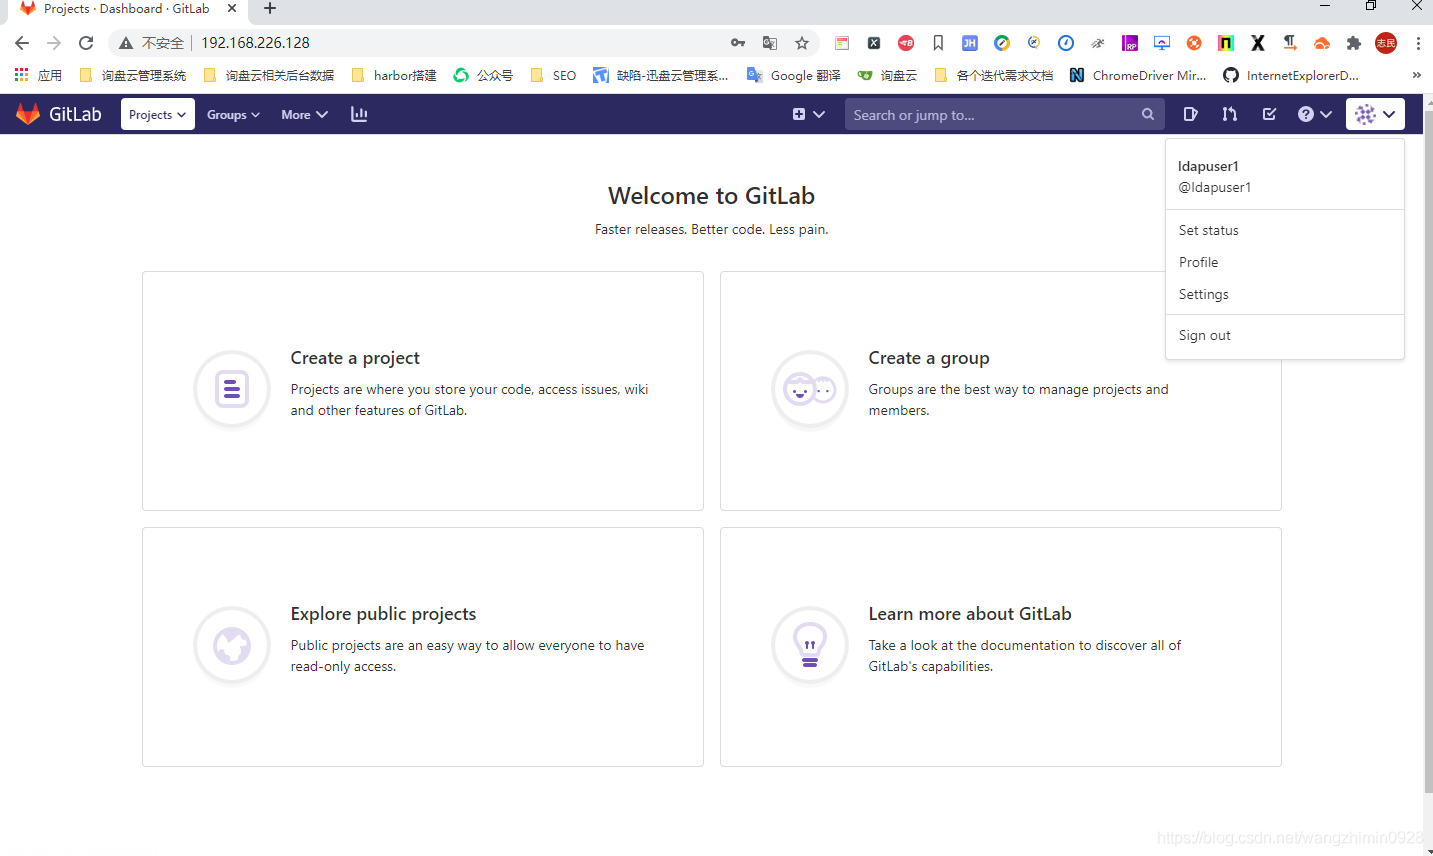 Projects · Dashboard · GitLab
不安全 192.168.226.128
志民
应用 询盘云管理系统 询盘云相关后台数据 harbor搭建 公众号 SEO 缺陷-迅盘云管理系... Google 翻译 询盘云 各个迭代需求文档 ChromeDriver Mir... InternetExplorerD... »
GitLab Projects Groups More Search or jump to...
ldapuser1
@ldapuser1
Set status
Profile
Settings
Sign out
Welcome to GitLab
Faster releases. Better code. Less pain.
Create a project
Projects are where you store your code, access issues, wiki
and other features of GitLab.
Create a group
Groups are the best way to manage projects and
members.
Explore public projects
Public projects are an easy way to allow everyone to have
read-only access.
Learn more about GitLab
Take a look at the documentation to discover all of
GitLab's capabilities.
https://blog.csdn.net/wangzhimin0928